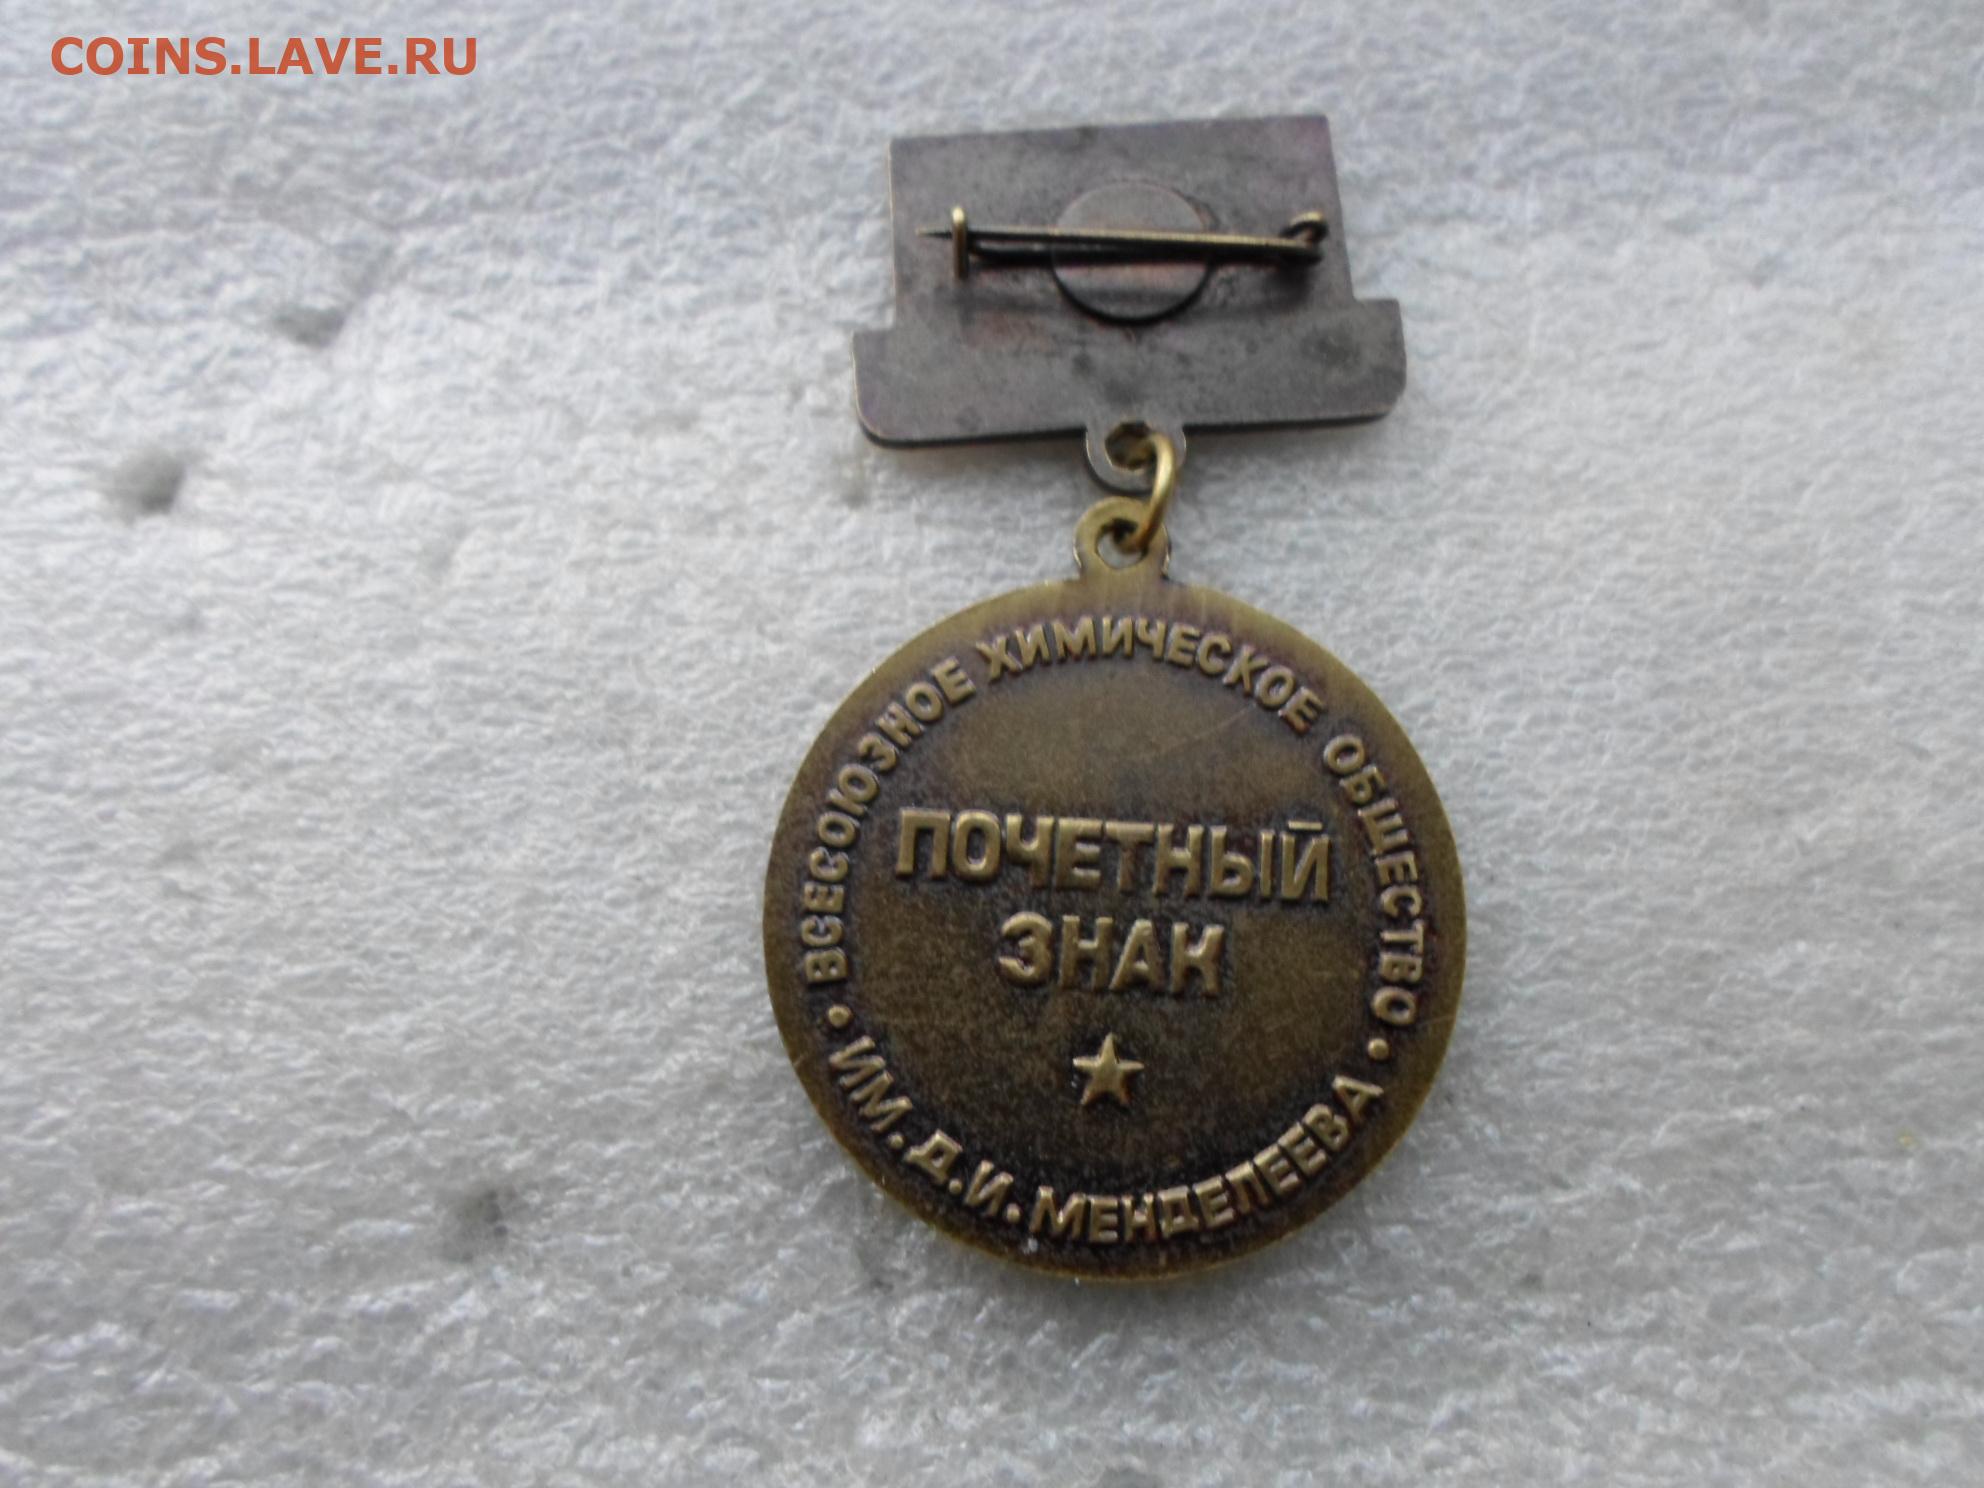 COINS.LAVE.RU
• ВСЕСОЮЗНОЕ ХИМИЧЕСКОЕ ОБЩЕСТВО •
ПОЧЕТНЫЙ
ЗНАК
ИМ. Д.И. МЕНДЕЛЕЕВА